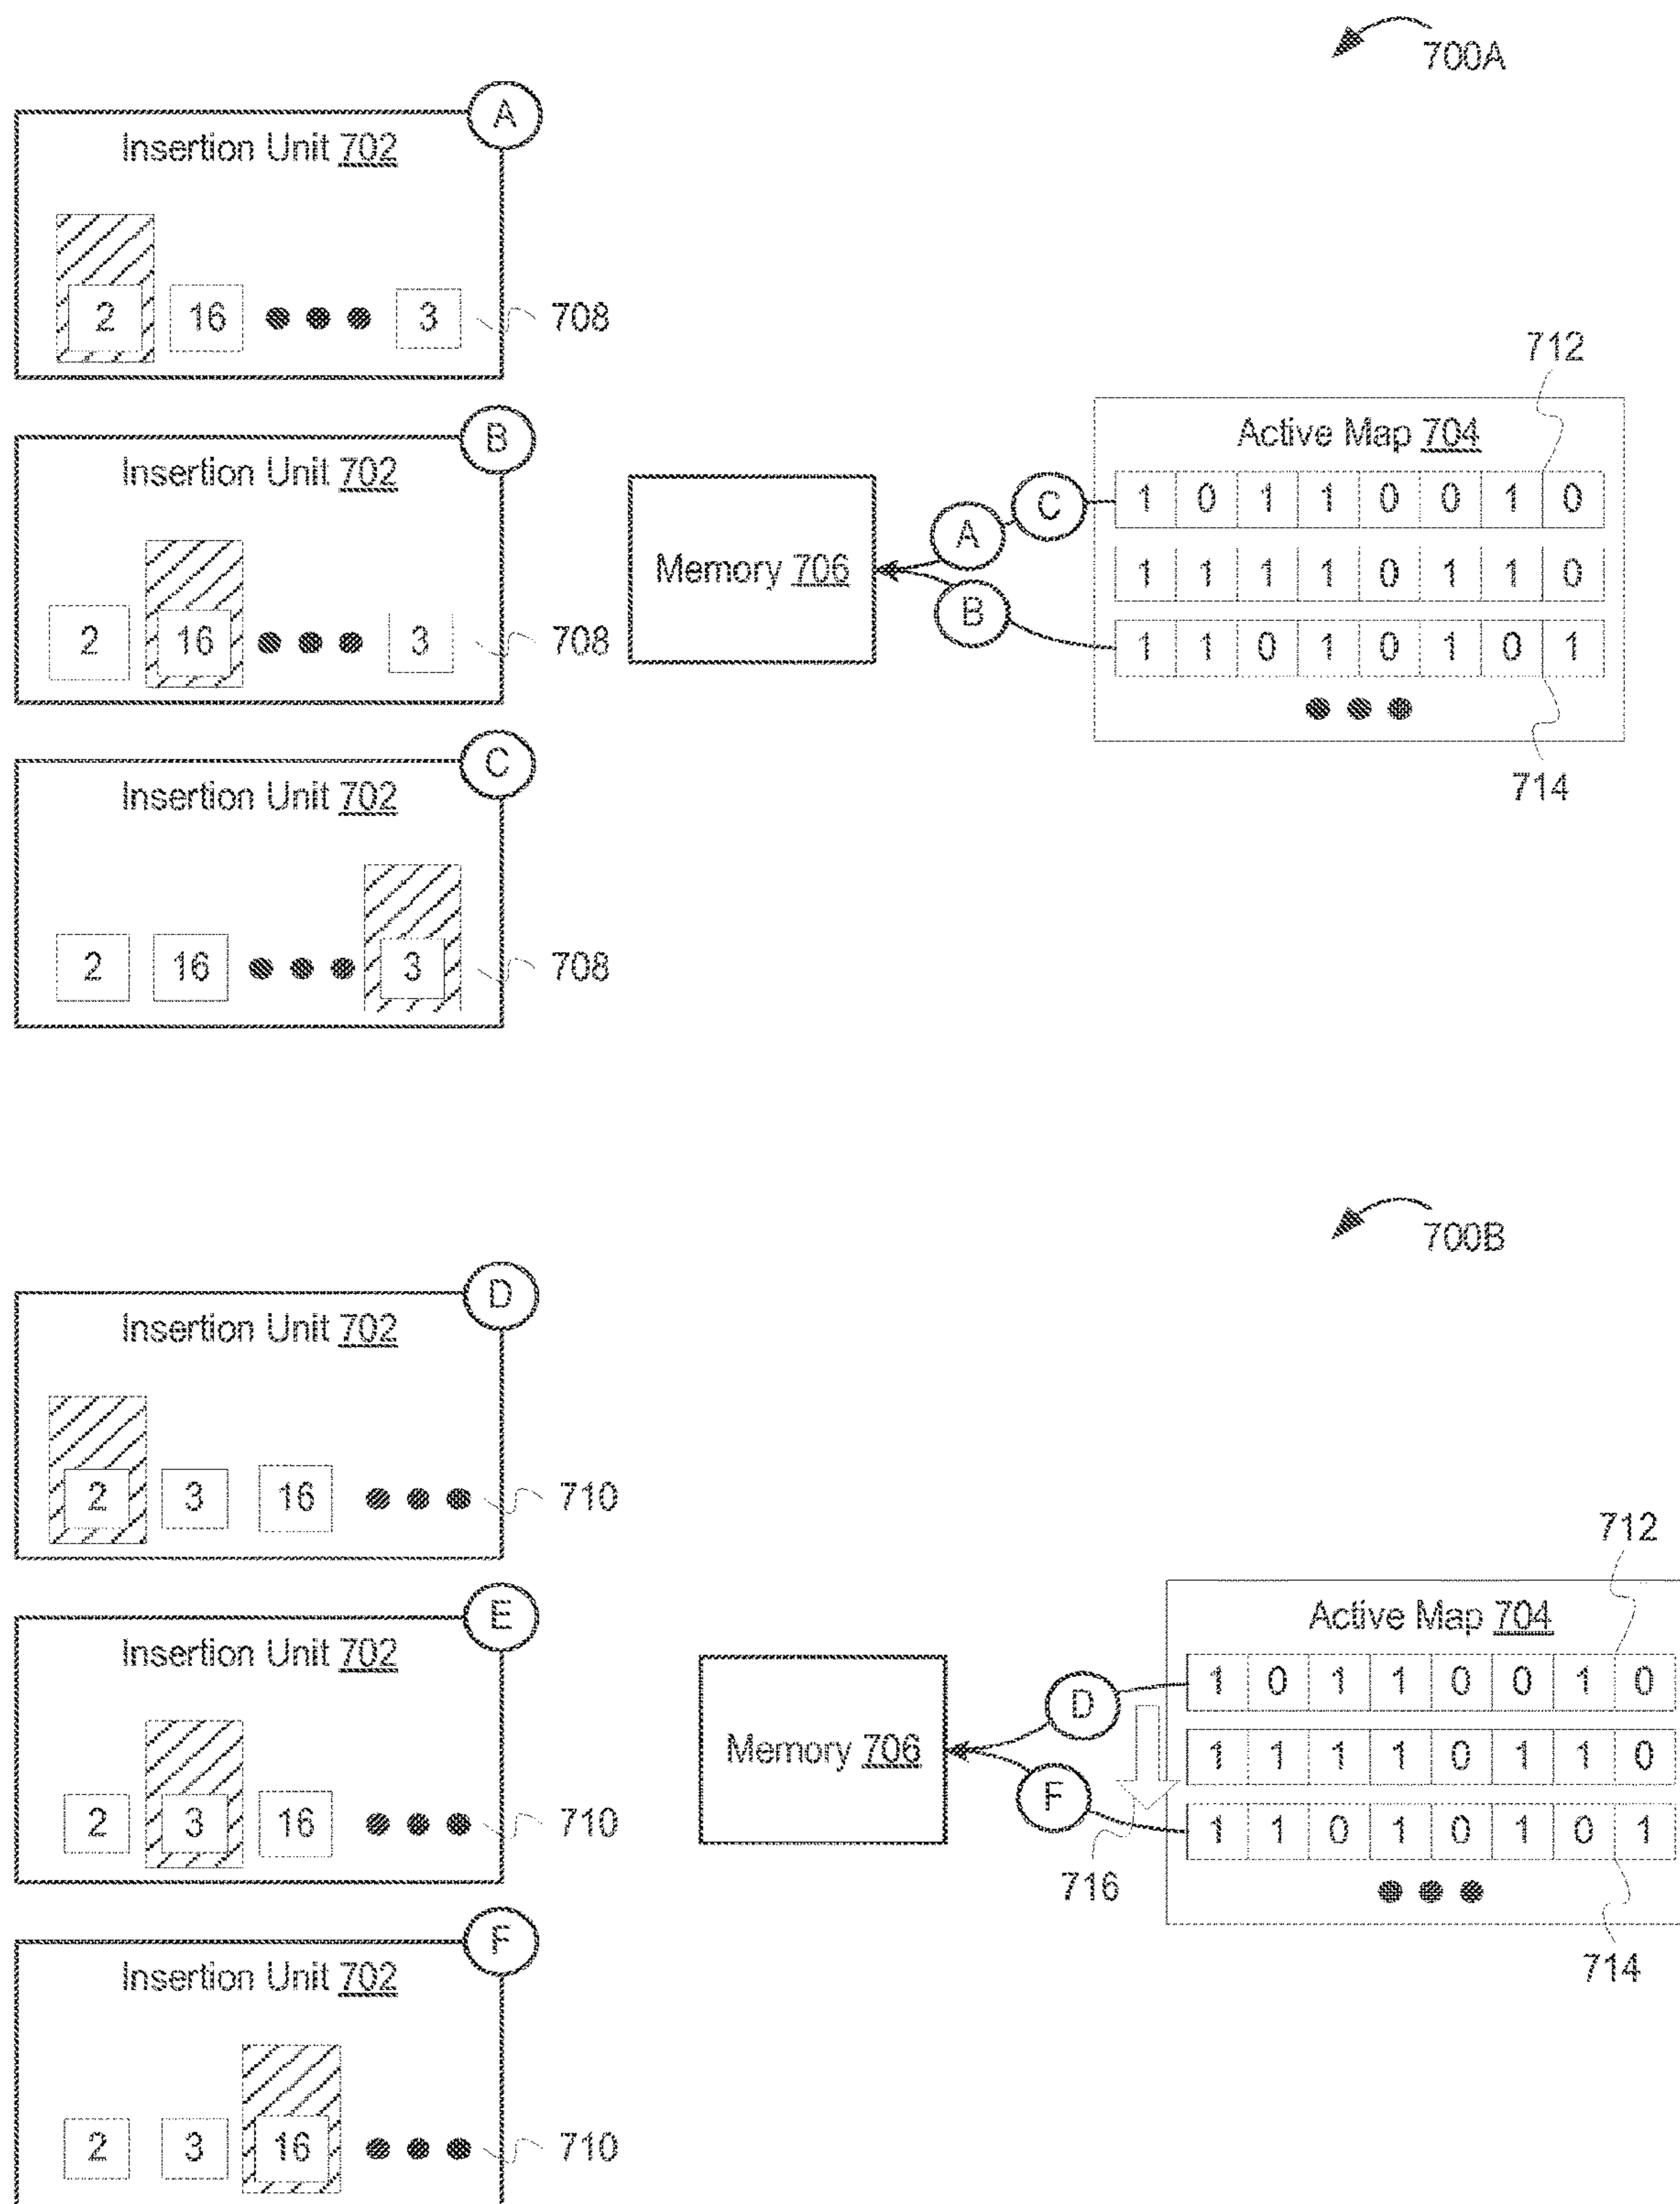 700A
A
Insertion Unit 702
2 16 3 708
B
Insertion Unit 702
2 16 3 708
C
Insertion Unit 702
2 16 3 708
Memory 706
A
C
B
712
Active Map 704
1 0 1 1 0 0 1 0
1 1 1 1 0 1 1 0
1 1 0 1 0 1 0 1
714
700B
D
Insertion Unit 702
2 3 16 710
E
Insertion Unit 702
2 3 16 710
F
Insertion Unit 702
2 3 16 710
Memory 706
D
F
716
712
Active Map 704
1 0 1 1 0 0 1 0
1 1 1 1 0 1 1 0
1 1 0 1 0 1 0 1
714